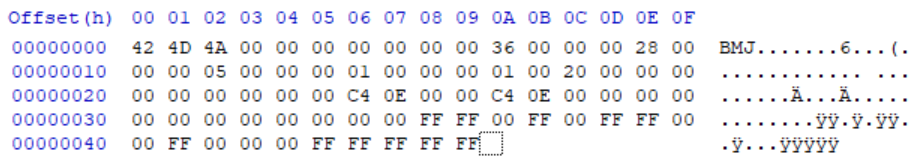 Offset(h) 00 01 02 03 04 05 06 07 08 09 0A 0B 0C 0D 0E 0F
00000000 42 4D 4A 00 00 00 00 00 00 00 36 00 00 00 28 00 BMJ.......6...(.
00000010 00 00 05 00 00 00 01 00 00 00 01 00 20 00 00 00 ............ ...
00000020 00 00 00 00 00 00 C4 0E 00 00 C4 0E 00 00 00 00 ......Ä...Ä.....
00000030 00 00 00 00 00 00 00 00 FF FF 00 FF 00 FF FF 00 ........ÿÿ.ÿ.ÿÿ.
00000040 00 FF 00 00 00 FF FF FF FF FF .ÿ...ÿÿÿÿÿ